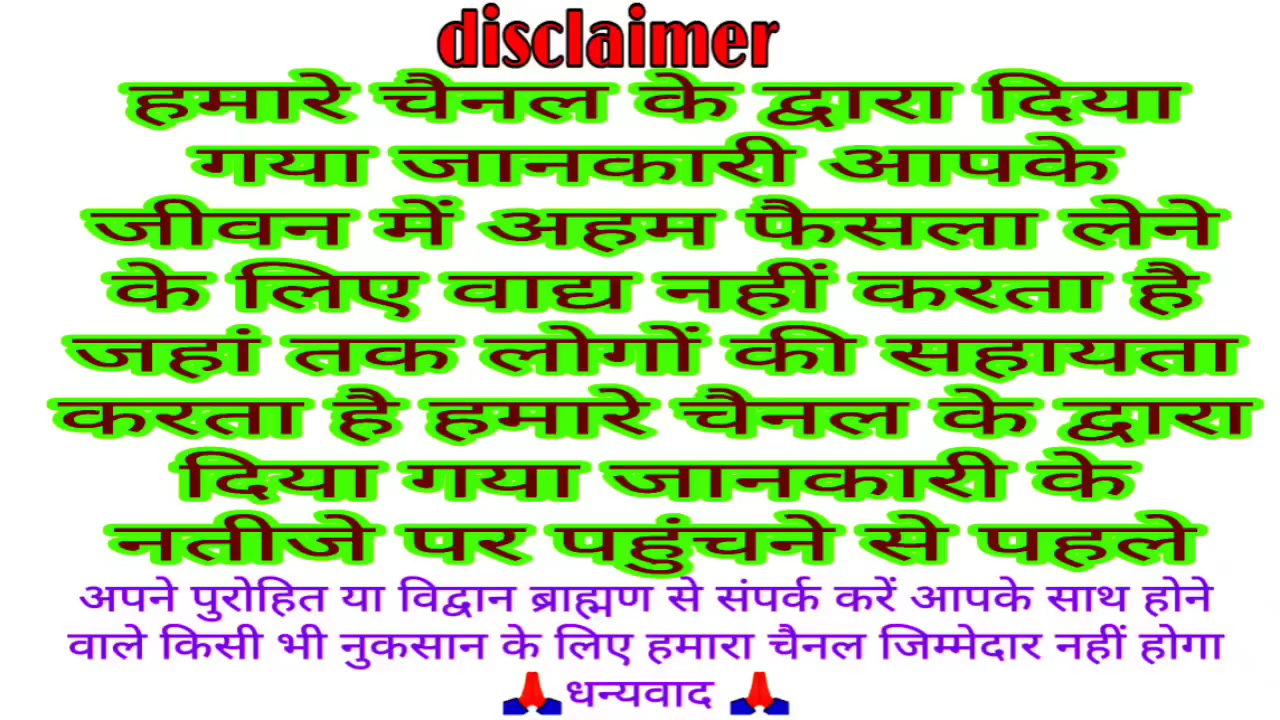 disclaimer
हमारे चैनल के द्वारा दिया
गया जानकारी आपके
जीवन में अहम फैसला लेने
के लिए वाद्य नहीं करता है
जहां तक लोगों की सहायता
करता है हमारे चैनल के द्वारा
दिया गया जानकारी के
नतीजे पर पहुंचने से पहले
अपने पुरोहित या विद्वान ब्राह्मण से संपर्क करें आपके साथ होने
वाले किसी भी नुकसान के लिए हमारा चैनल जिम्मेदार नहीं होगा
🙏धन्यवाद 🙏